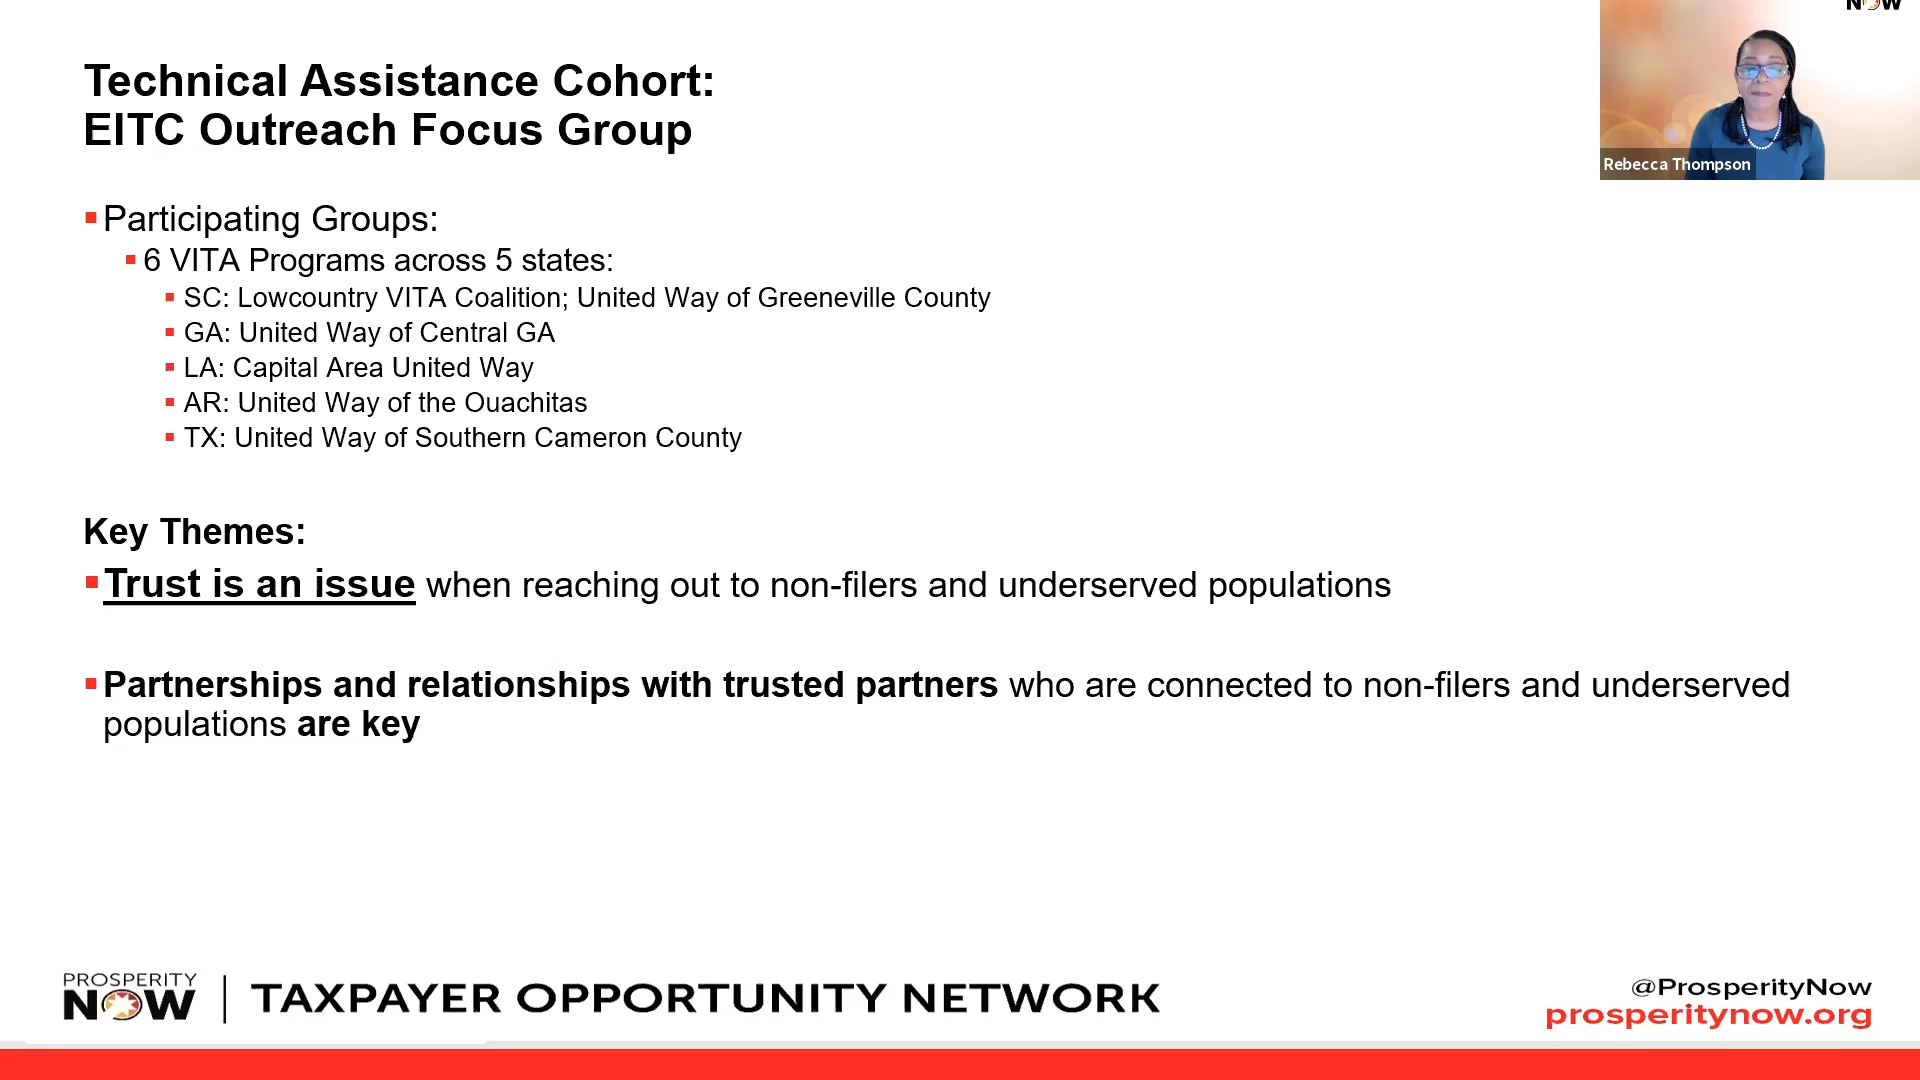 NOW
Technical Assistance Cohort:
EITC Outreach Focus Group
Rebecca Thompson
Participating Groups:
6 VITA Programs across 5 states:
SC: Lowcountry VITA Coalition; United Way of Greeneville County
GA: United Way of Central GA
LA: Capital Area United Way
AR: United Way of the Ouachitas
TX: United Way of Southern Cameron County
Key Themes:
Trust is an issue when reaching out to non-filers and underserved populations
Partnerships and relationships with trusted partners who are connected to non-filers and underserved
populations are key
PROSPERITY
NOW
TAXPAYER OPPORTUNITY NETWORK
@ProsperityNow
prosperitynow.org